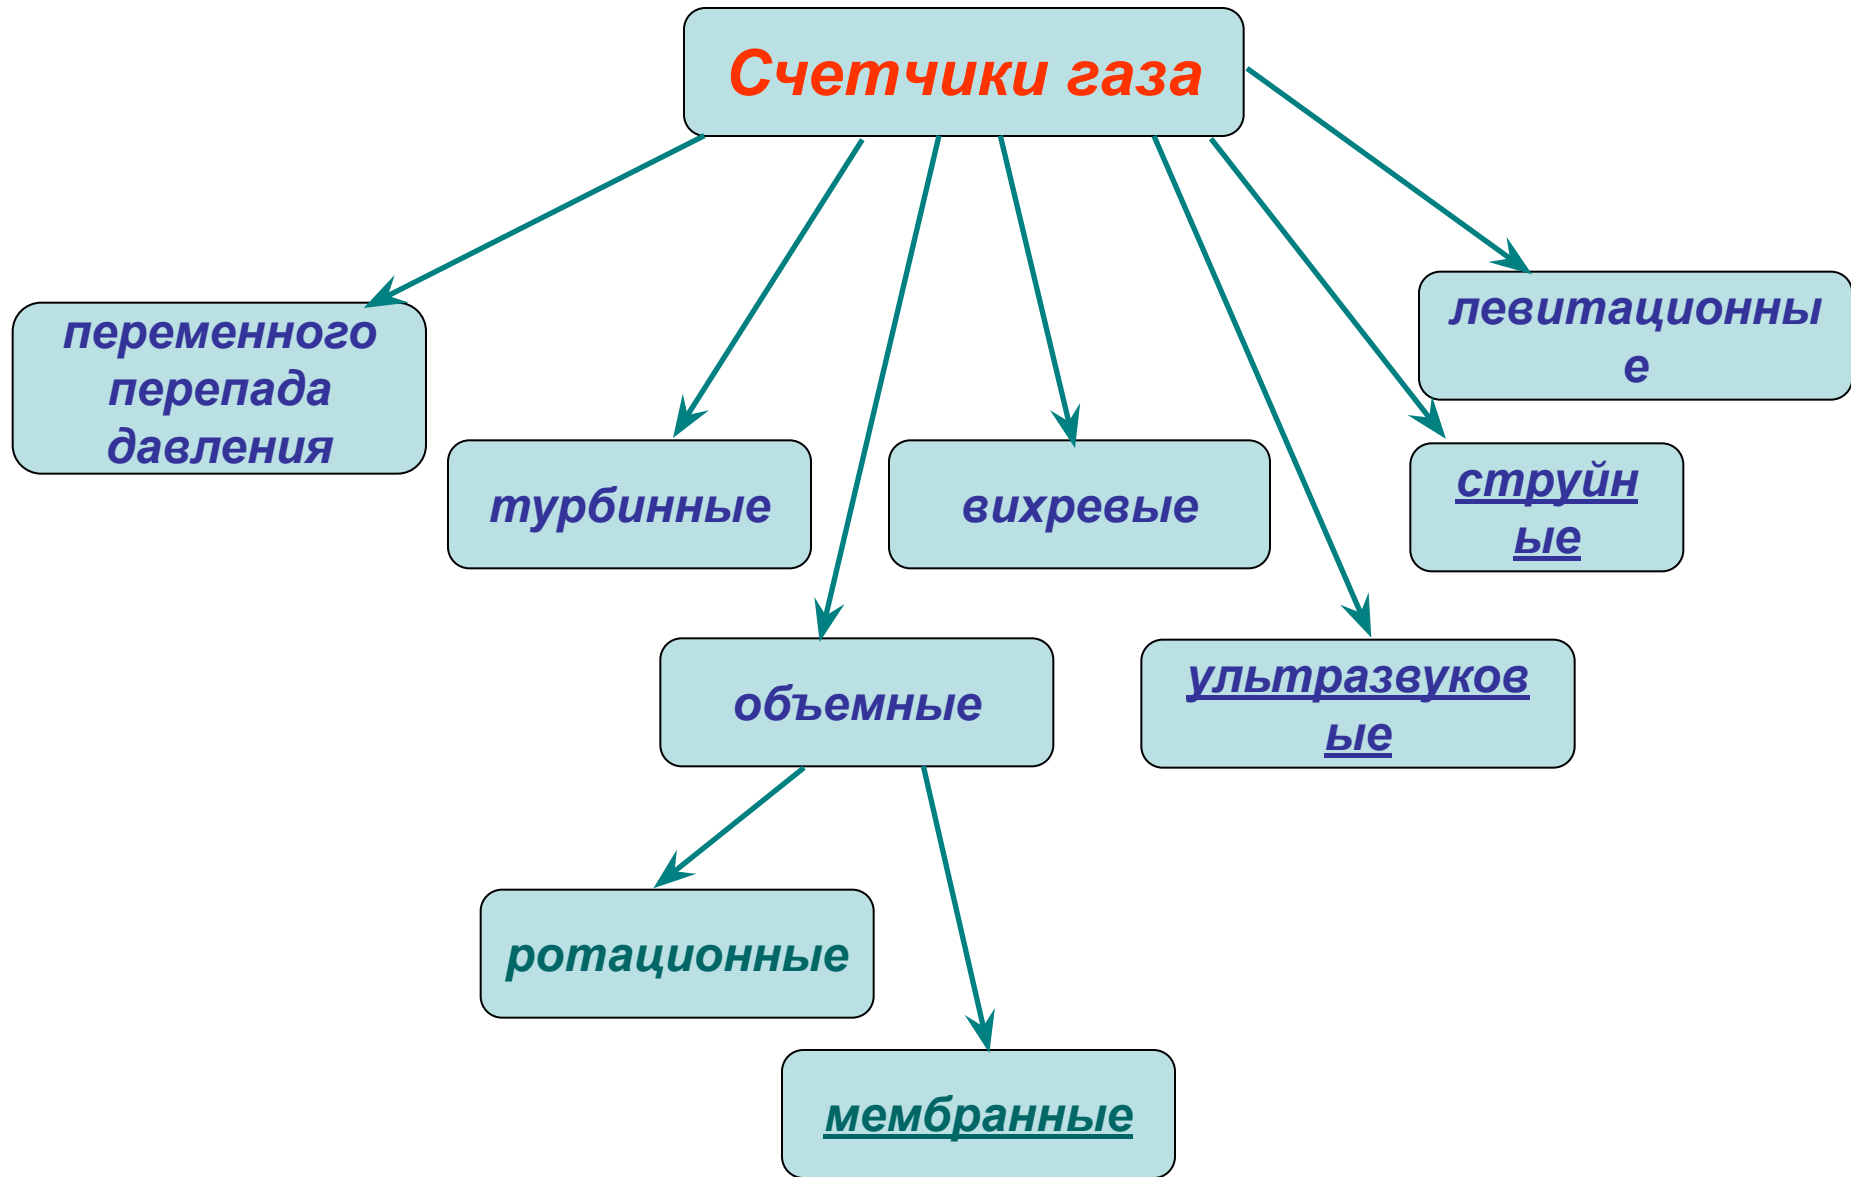 Счетчики газа
переменного
перепада
давления
левитационны
е
турбинные
вихревые
струйн
ые
объемные
ультразвуков
ые
ротационные
мембранные